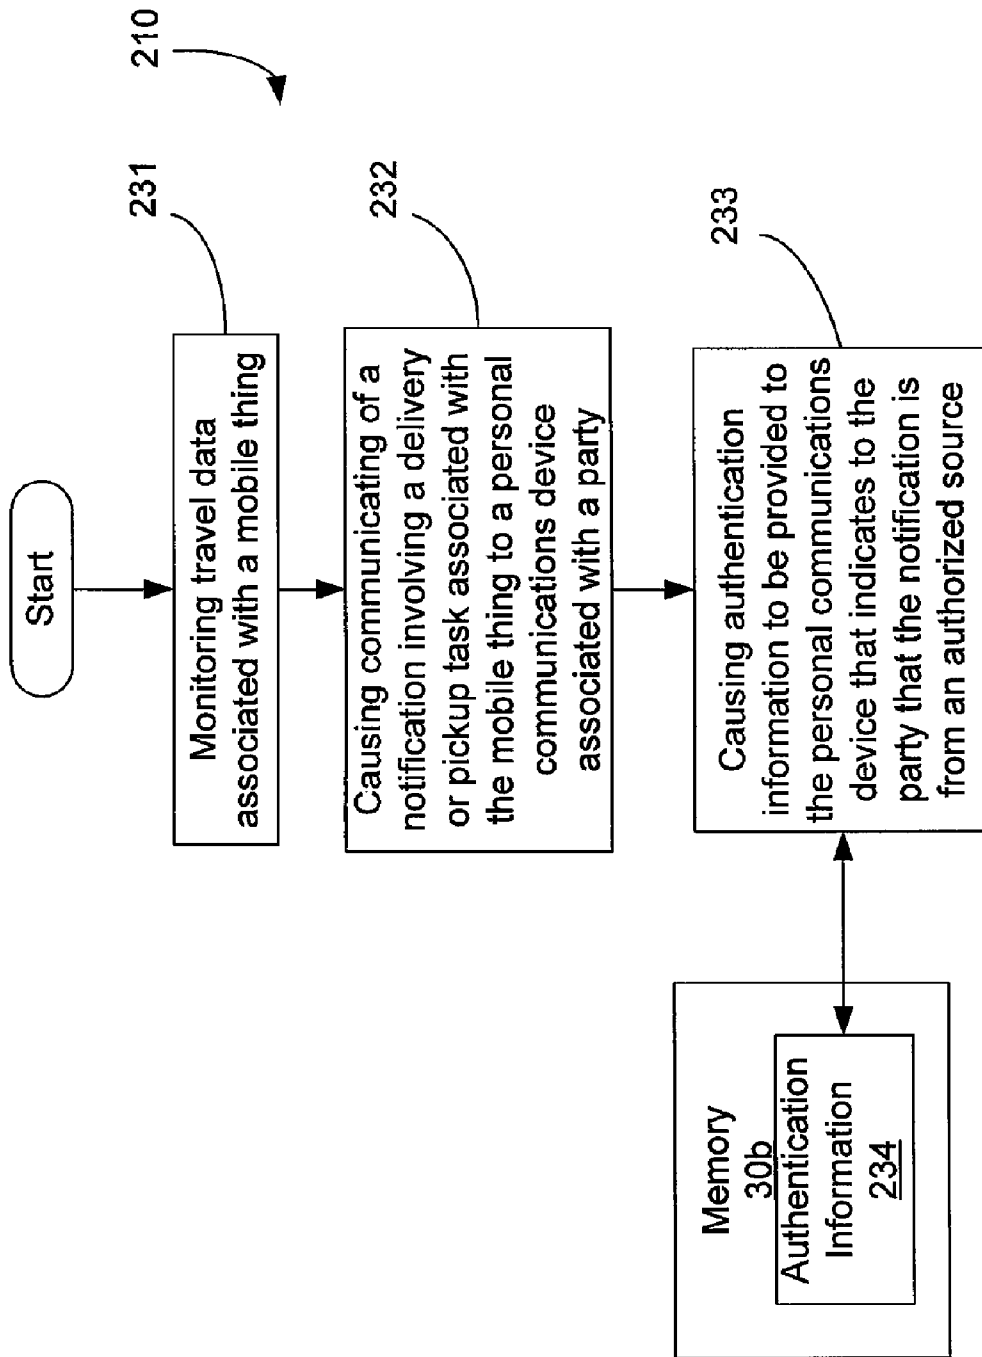 Start
210
231
Monitoring travel data
associated with a mobile thing
232
Causing communicating of a
notification involving a delivery
or pickup task associated with
the mobile thing to a personal
communications device
associated with a party
233
Causing authentication
information to be provided to
the personal communications
device that indicates to the
party that the notification is
from an authorized source
Memory
30b
Authentication
Information
234